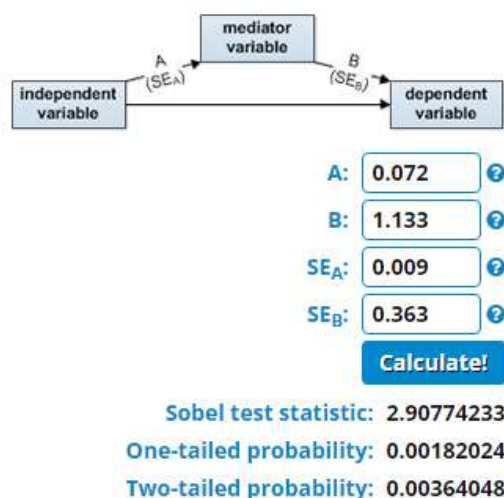 mediator
variable
A
(SEA)
B
(SEB)
independent
variable
dependent
variable
A: 0.072 ?
B: 1.133 ?
SEA: 0.009 ?
SEB: 0.363 ?
Calculate!
Sobel test statistic: 2.90774233
One-tailed probability: 0.00182024
Two-tailed probability: 0.00364048